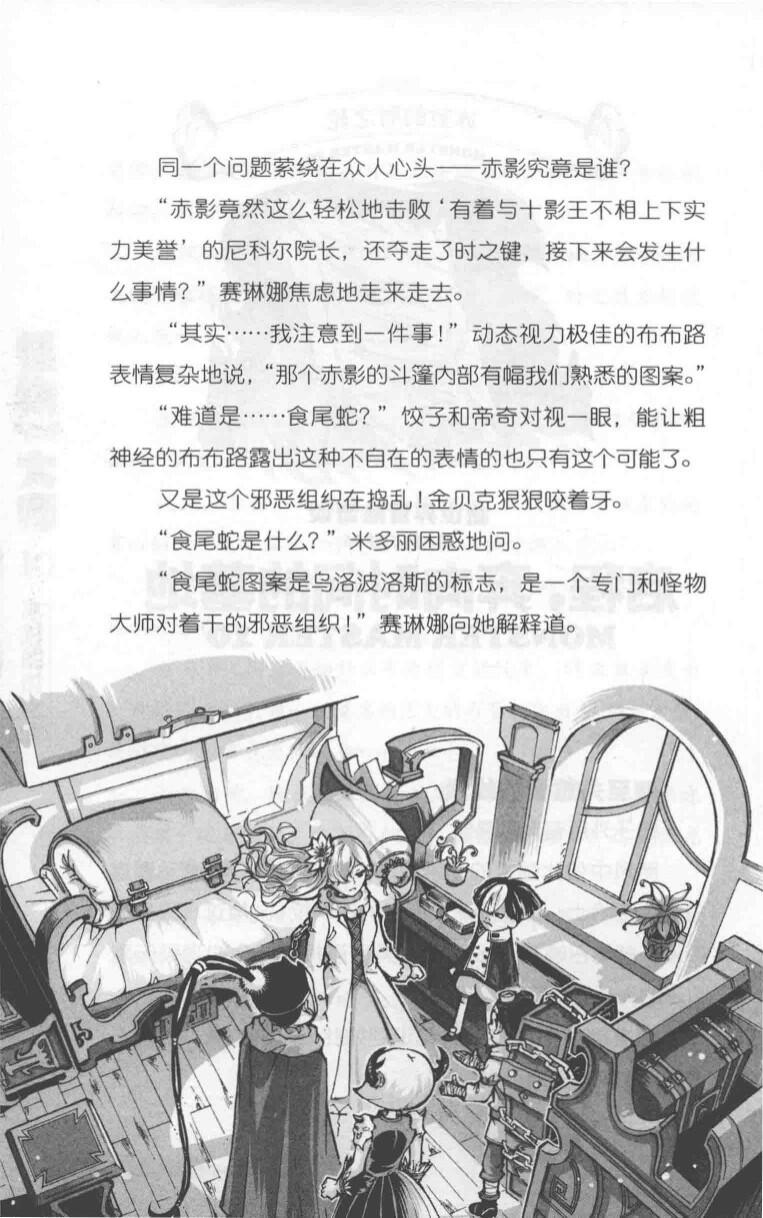 同一个问题萦绕在众人心头——赤影究竟是谁？
“赤影竟然这么轻松地击败‘有着与十影王不相上下实
力美誉’的尼科尔院长，还夺走了时之键，接下来会发生什
么事情？”赛琳娜焦虑地走来走去。
“其实……我注意到一件事！”动态视力极佳的布布路
表情复杂地说，“那个赤影的斗篷内部有幅我们熟悉的图案。”
“难道是……食尾蛇？”饺子和帝奇对视一眼，能让粗
神经的布布路露出这种不自在的表情的也只有这个可能了。
又是这个邪恶组织在捣乱！金贝克狠狠咬着牙。
“食尾蛇是什么？”米多丽困惑地问。
“食尾蛇图案是乌洛波洛斯的标志，是一个专门和怪物
大师对着干的邪恶组织！”赛琳娜向她解释道。
MONSTER MASTER 10